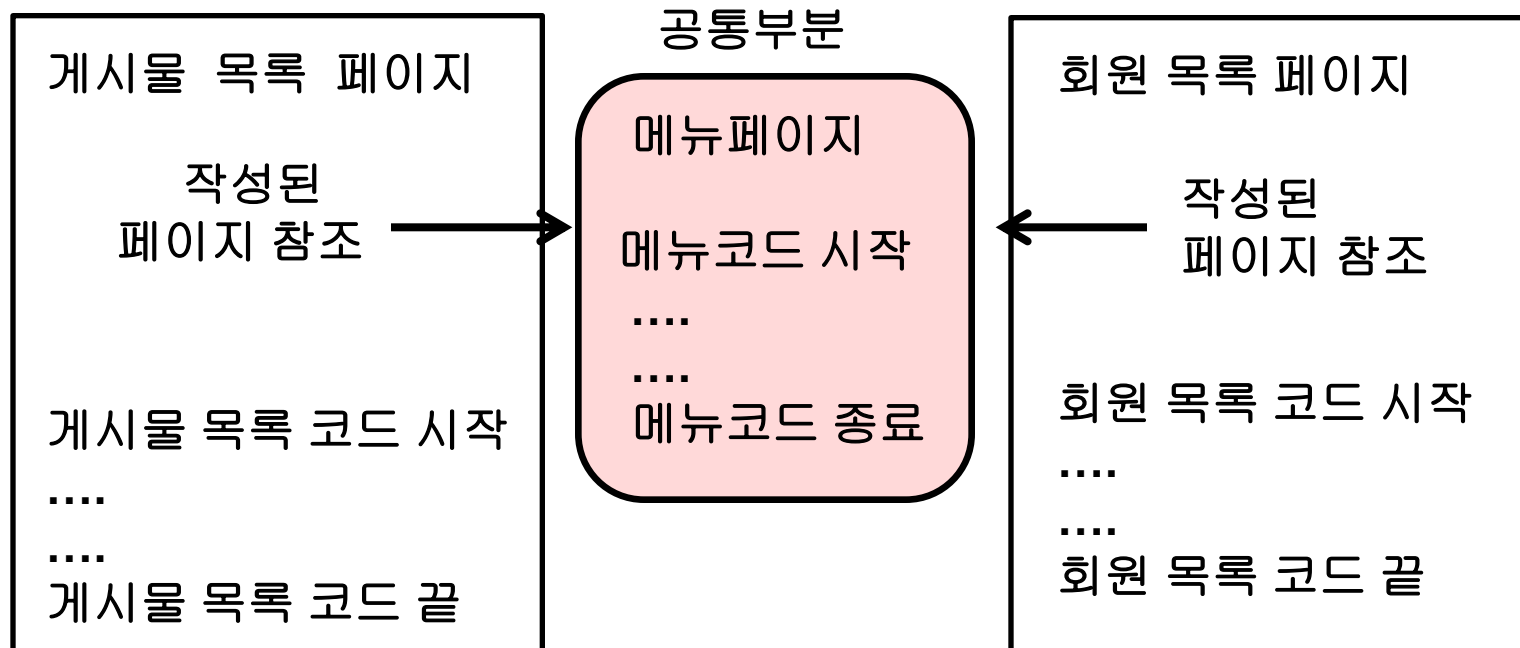 게시물 목록 페이지
작성된
페이지 참조
게시물 목록 코드 시작
....
....
게시물 목록 코드 끝
공통부분
메뉴페이지
메뉴코드 시작
....
....
메뉴코드 종료
회원 목록 페이지
작성된
페이지 참조
회원 목록 코드 시작
....
....
회원 목록 코드 끝